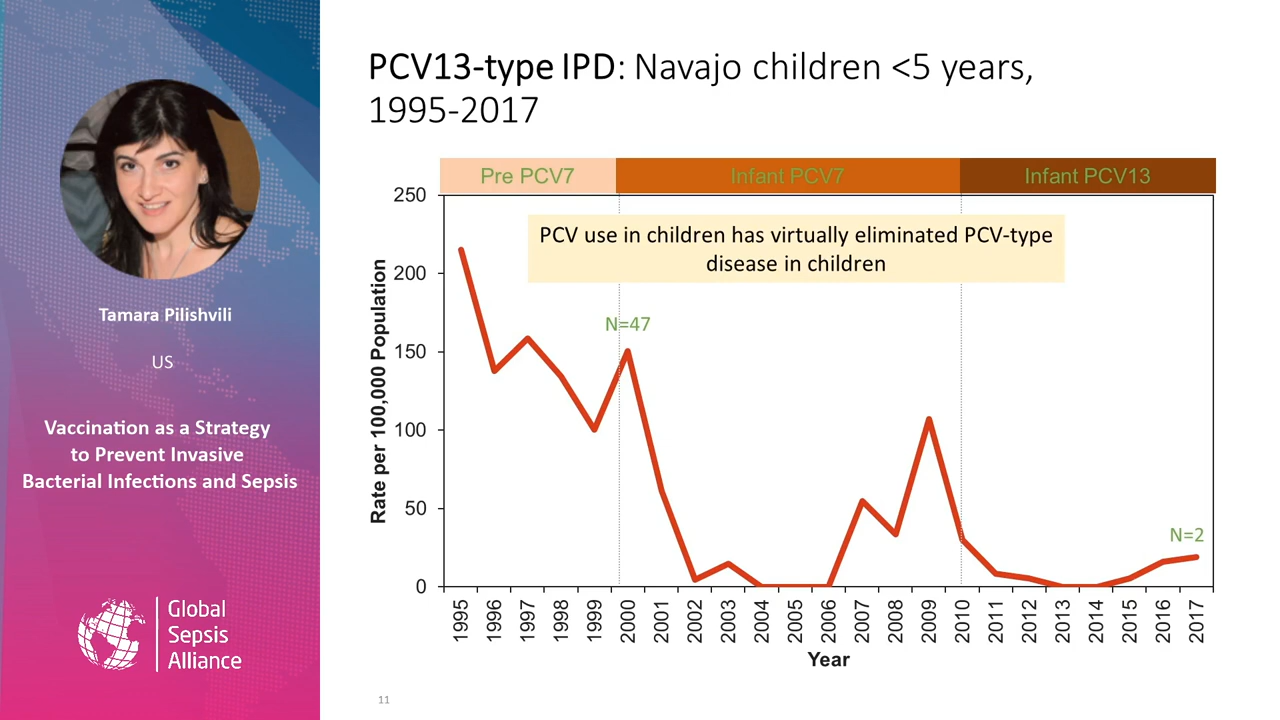 Tamara Pilishvili
US
Vaccination as a Strategy
to Prevent Invasive
Bacterial Infections and Sepsis
Global
Sepsis
Alliance
PCV13-type IPD: Navajo children <5 years,
1995-2017
Pre PCV7
Infant PCV7
Infant PCV13
PCV use in children has virtually eliminated PCV-type
disease in children
Rate per 100,000 Population
250
200
150
100
50
0
N=47
N=2
1995
1996
1997
1998
1999
2000
2001
2002
2003
2004
2005
2006
2007
2008
2009
2010
2011
2012
2013
2014
2015
2016
2017
Year
11